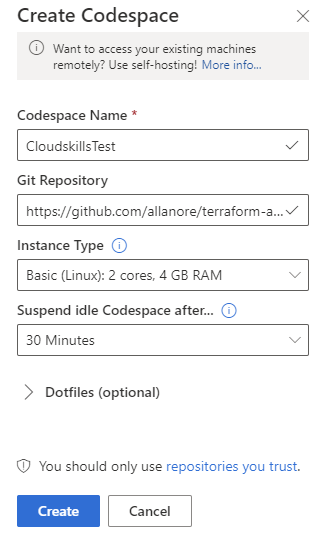 Create Codespace
Want to access your existing machines
remotely? Use self-hosting! More info...
Codespace Name *
CloudskillsTest
Git Repository
https://github.com/allanore/terraform-a...
Instance Type
Basic (Linux): 2 cores, 4 GB RAM
Suspend idle Codespace after...
30 Minutes
Dotfiles (optional)
You should only use repositories you trust.
Create Cancel